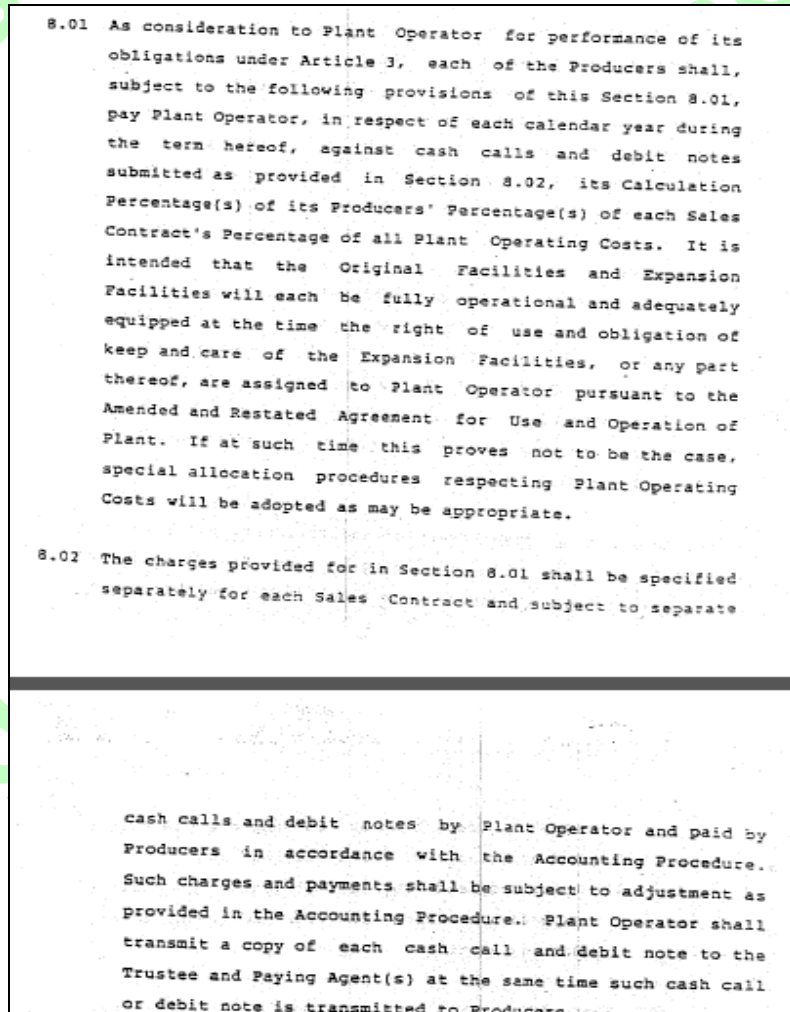 8.01 As consideration to Plant Operator for performance of its
obligations under Article 3, each of the Producers shall,
subject to the following provisions of this Section 8.01,
pay Plant Operator, in respect of each calendar year during
the term hereof, against cash calls and debit notes
submitted as provided in Section 8.02, its Calculation
Percentage(s) of its Producers' Percentage(s) of each Sales
Contract's Percentage of all Plant Operating Costs. It is
intended that the Original Facilities and Expansion
Facilities will each be fully operational and adequately
equipped at the time the right of use and obligation of
keep and care of the Expansion Facilities, or any part
thereof, are assigned to Plant Operator pursuant to the
Amended and Restated Agreement for Use and Operation of
Plant. If at such time this proves not to be the case,
special allocation procedures respecting Plant Operating
Costs will be adopted as may be appropriate.
8.02 The charges provided for in Section 8.01 shall be specified
separately for each Sales Contract and subject to separate
cash calls and debit notes by Plant Operator and paid by
Producers in accordance with the Accounting Procedure.
Such charges and payments shall be subject to adjustment as
provided in the Accounting Procedure. Plant Operator shall
transmit a copy of each cash call and debit note to the
Trustee and Paying Agent(s) at the same time such cash call
or debit note is transmitted to Producers